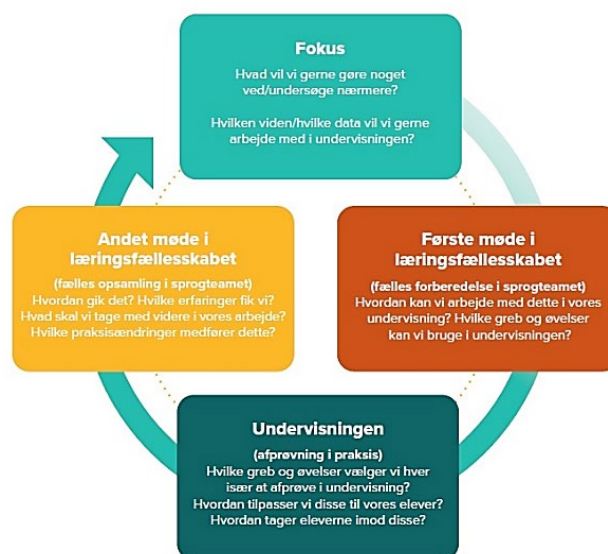 Fokus
Hvad vil vi gerne gøre noget
ved/undersøge nærmere?
Hvilken viden/hvilke data vil vi gerne
arbejde med i undervisningen?
Første møde i
læringsfællesskabet
(fælles forberedelse i sprogteamet)
Hvordan kan vi arbejde med dette i vores
undervisning? Hvilke greb og øvelser
kan vi bruge i undervisningen?
Undervisningen
(afprøvning i praksis)
Hvilke greb og øvelser vælger vi hver
især at afprøve i undervisning?
Hvordan tilpasser vi disse til vores elever?
Hvordan tager eleverne imod disse?
Andet møde i
læringsfællesskabet
(fælles opsamling i sprogteamet)
Hvordan gik det? Hvilke erfaringer fik vi?
Hvad skal vi tage med videre i vores arbejde?
Hvilke praksisændringer medfører dette?